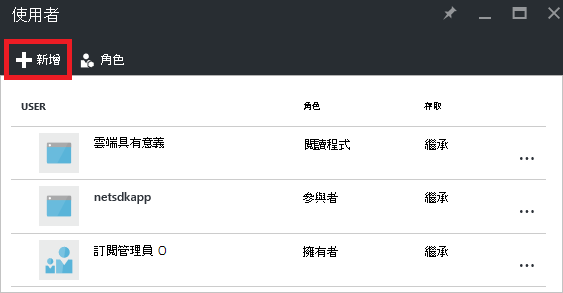 使用者
新增 角色
USER 角色 存取
雲端具有意義 閱讀程式 繼承 ...
netsdkapp 參與者 繼承 ...
訂閱管理員 O 擁有者 繼承 ...